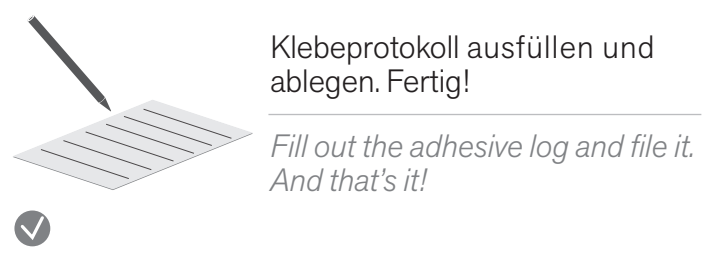 Klebeprotokoll ausfüllen und
ablegen. Fertig!
Fill out the adhesive log and file it.
And that's it!